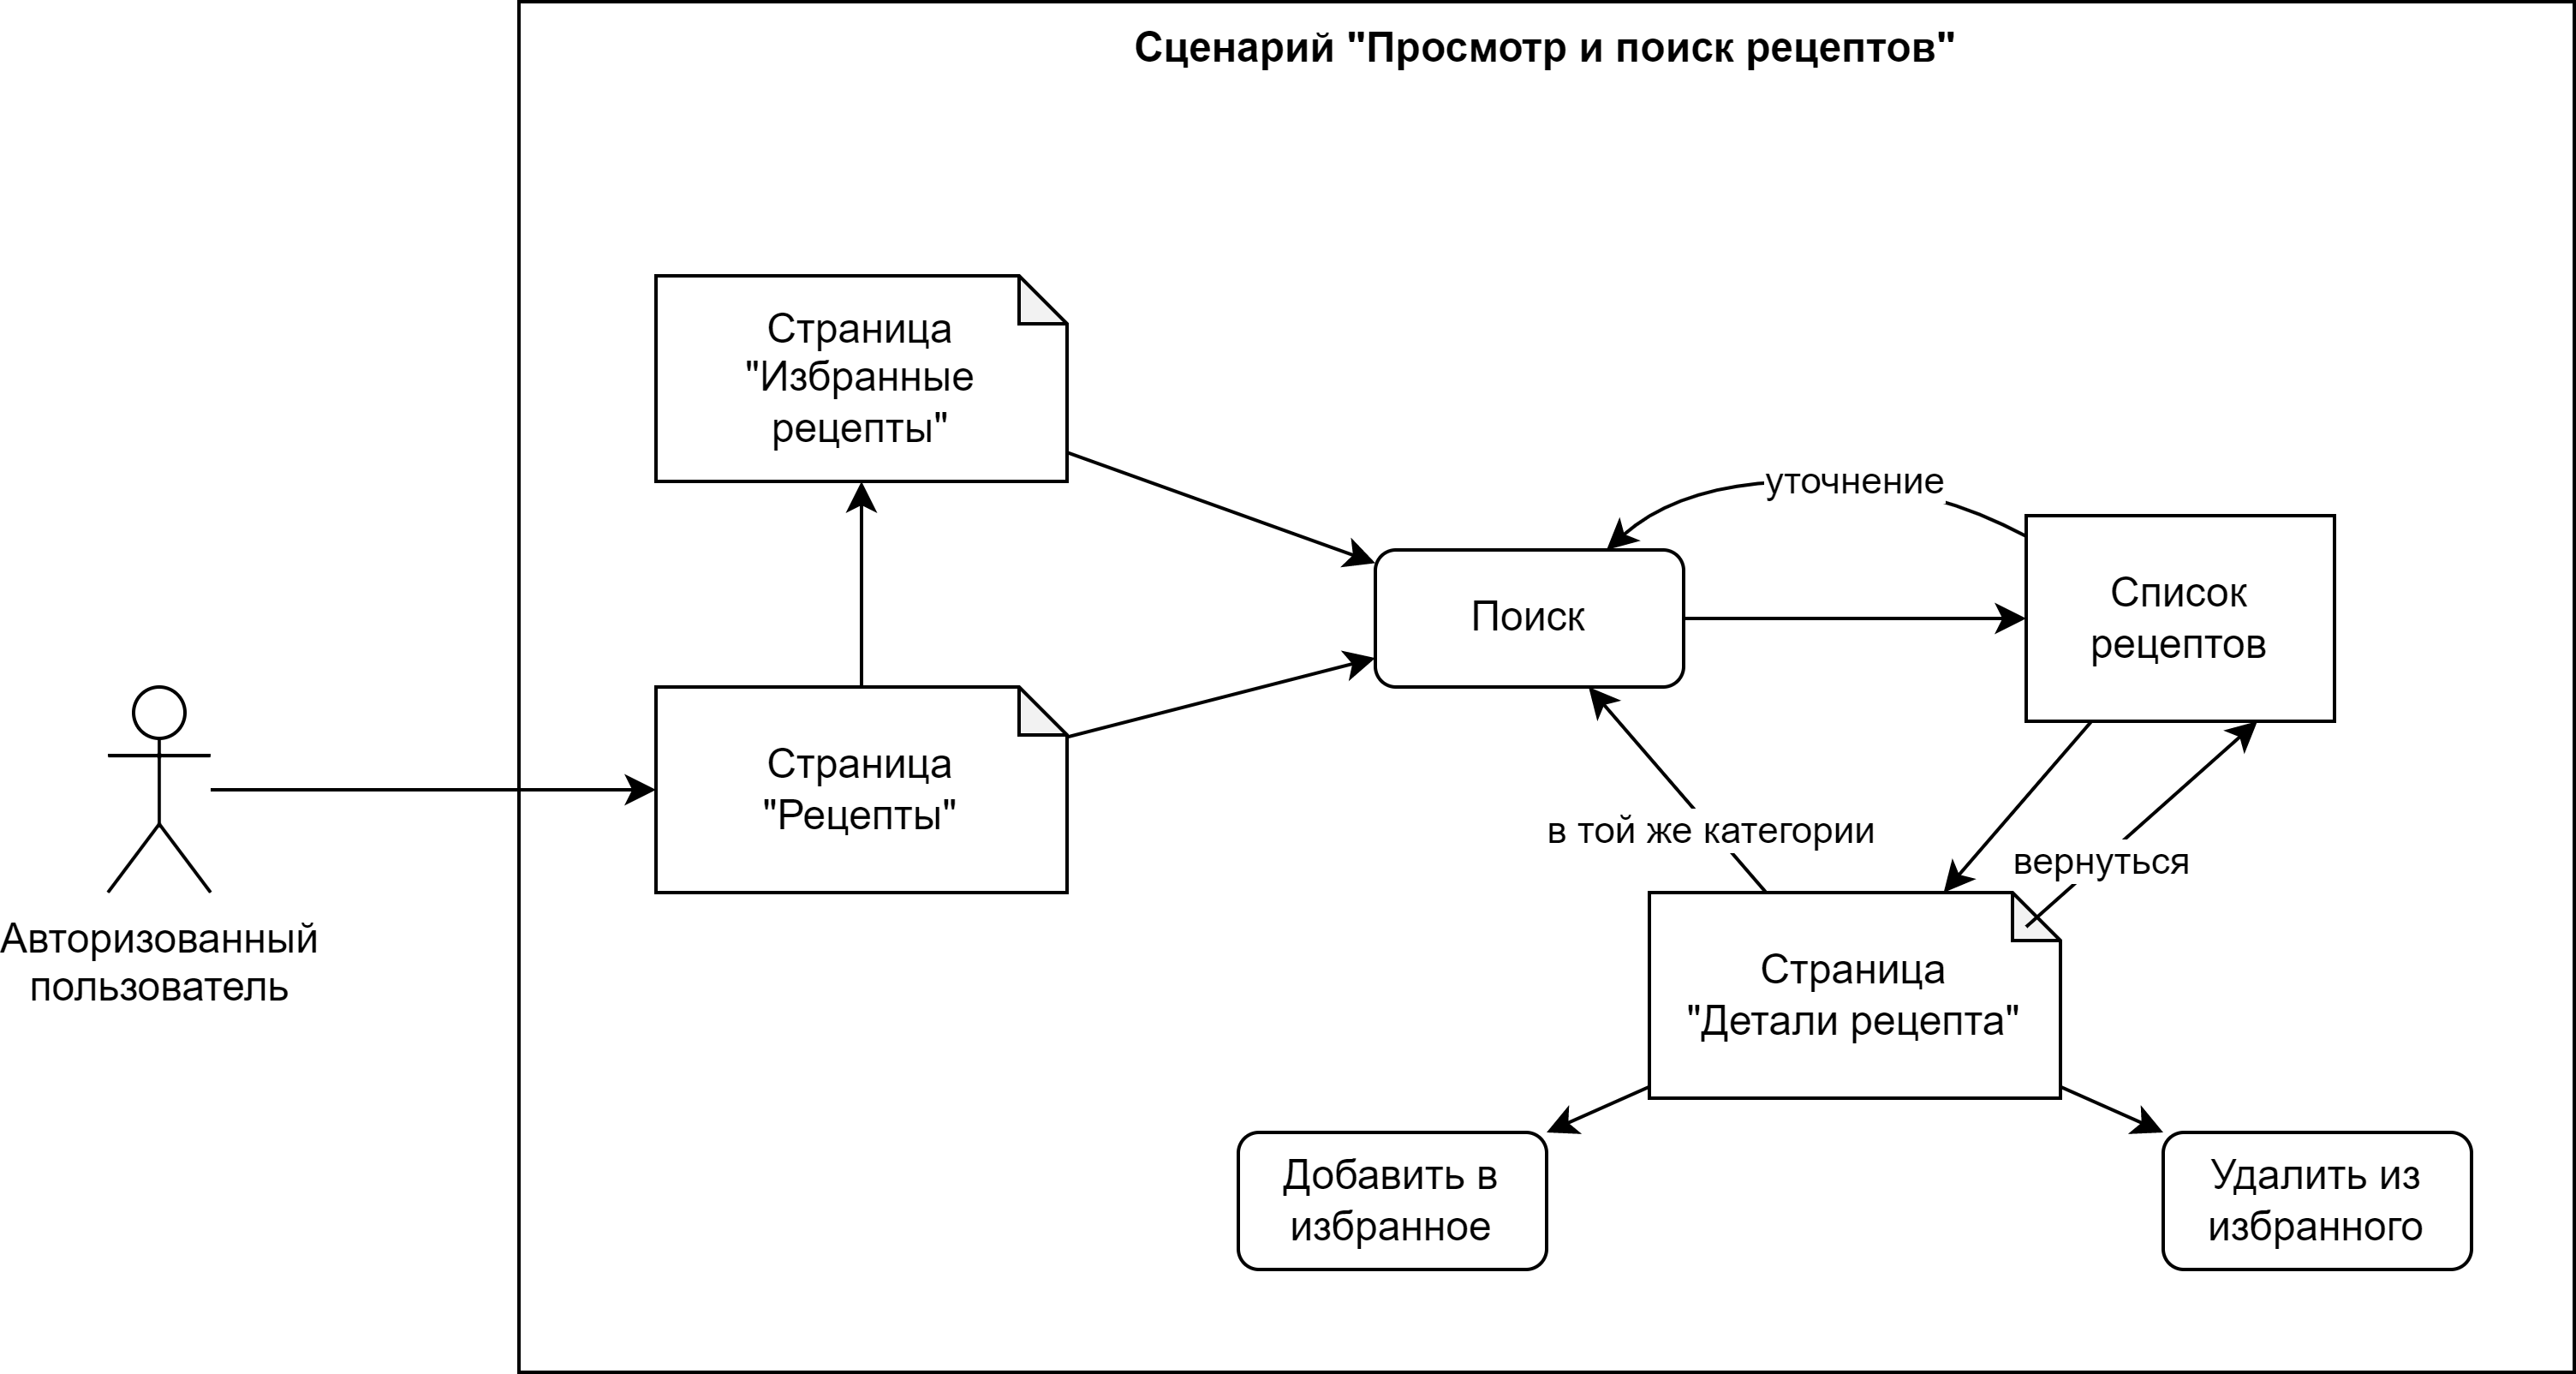 Сценарий "Просмотр и поиск рецептов"
Страница
"Избранные
рецепты"
уточнение
Поиск
Список
рецептов
Страница
"Рецепты"
в той же категории
вернуться
Авторизованный
пользователь
Страница
"Детали рецепта"
Добавить в
избранное
Удалить из
избранного